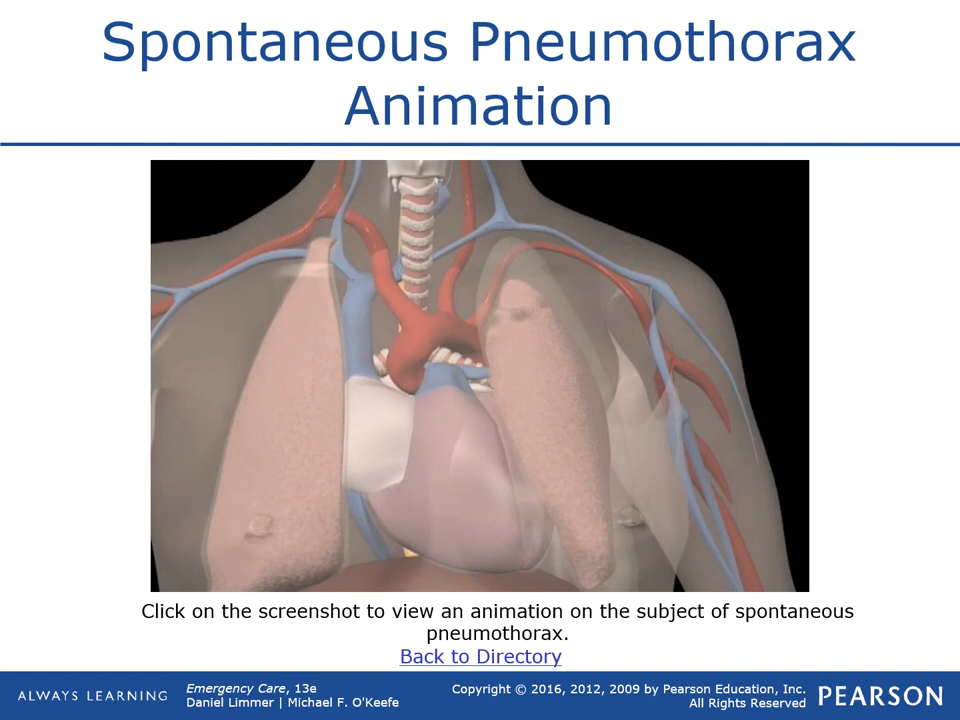 Spontaneous Pneumothorax
Animation
Click on the screenshot to view an animation on the subject of spontaneous
pneumothorax.
Back to Directory
ALWAYS LEARNING
Emergency Care, 13e
Daniel Limmer | Michael F. O'Keefe
Copyright © 2016, 2012, 2009 by Pearson Education, Inc.
All Rights Reserved
PEARSON